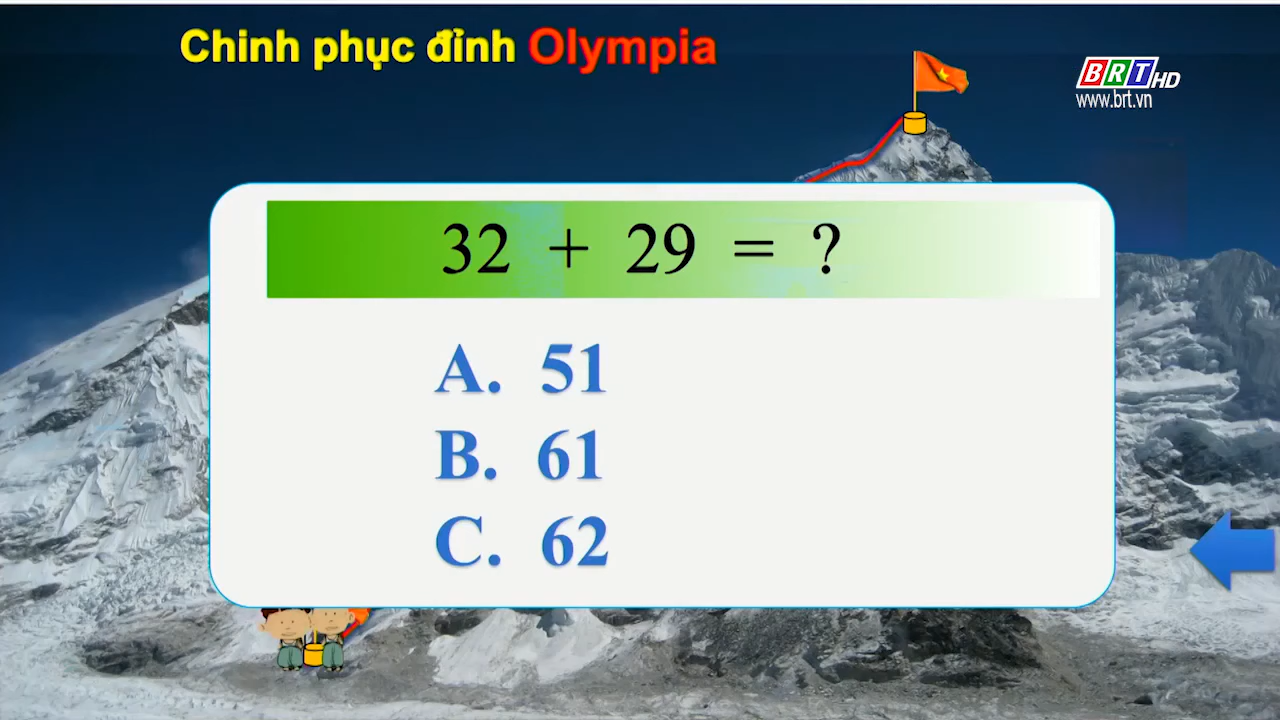 Chinh phục đỉnh Olympia
BRT HD
www.brt.vn
32 + 29 = ?
A. 51
B. 61
C. 62